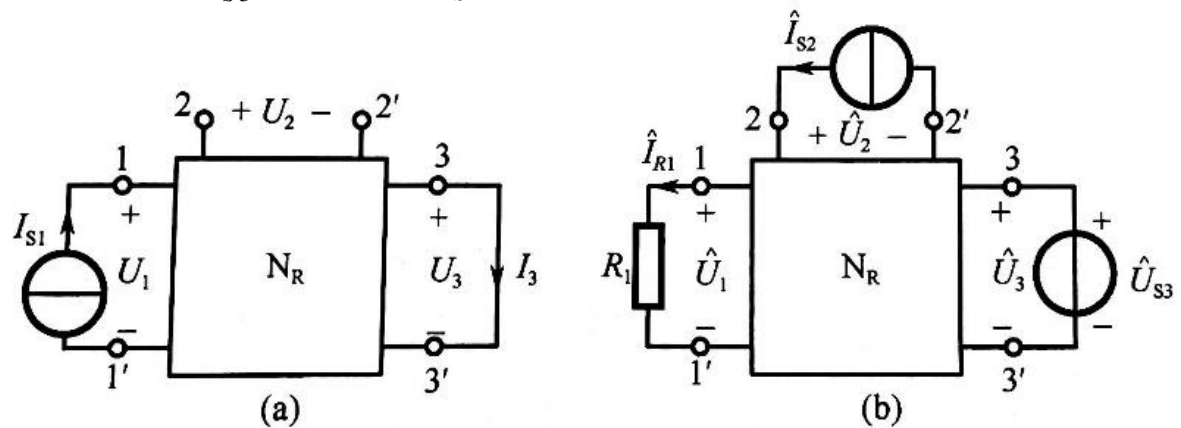 S3
S
2 + U₂ − 2′
1
3
I_S1
+
+
U₁
N_R
U₃
I₃
−
−
1′
3′
(a)
Î_S2
2
2′
+ Û₂ −
Î_R1
1
3
+
+
+
R₁
Û₁
N_R
Û₃
Û_S3
−
−
−
1′
3′
(b)